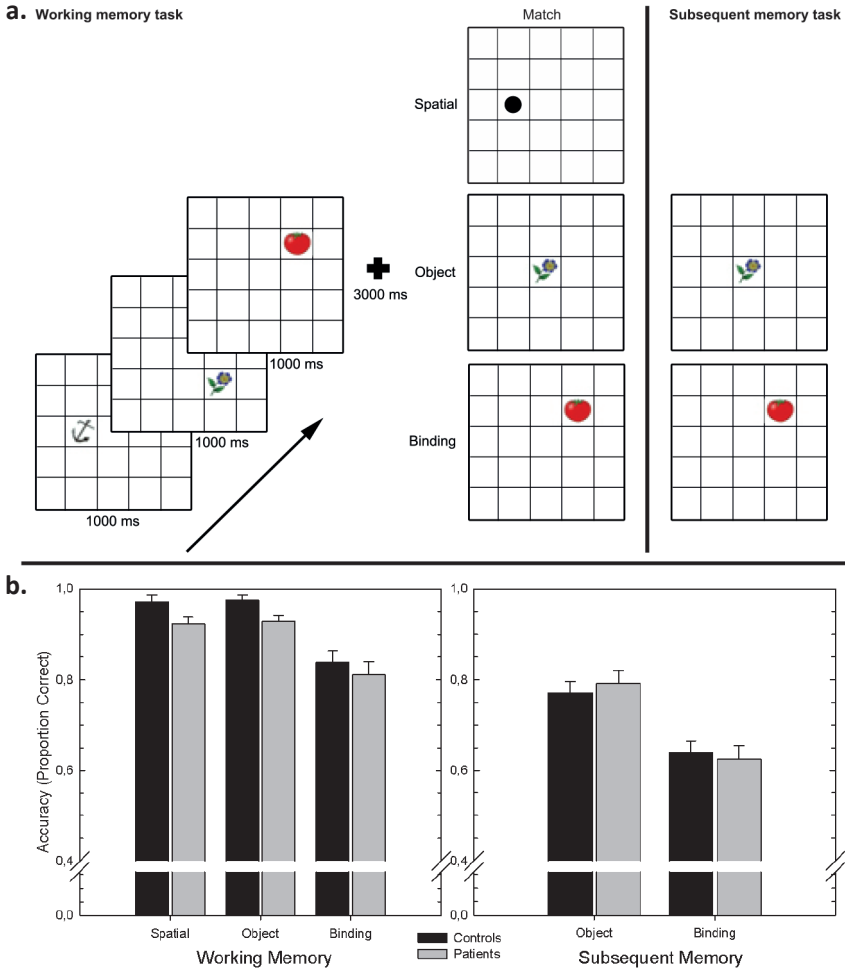 a. Working memory task
Match
Subsequent memory task
Spatial
Object
3000 ms
1000 ms
1000 ms
1000 ms
Binding
b.
Accuracy (Proportion Correct)
1,0
0,8
0,6
0,4
0,0
Spatial
Object
Binding
Working Memory
1,0
0,8
0,6
0,4
0,0
Object
Binding
Subsequent Memory
Controls
Patients